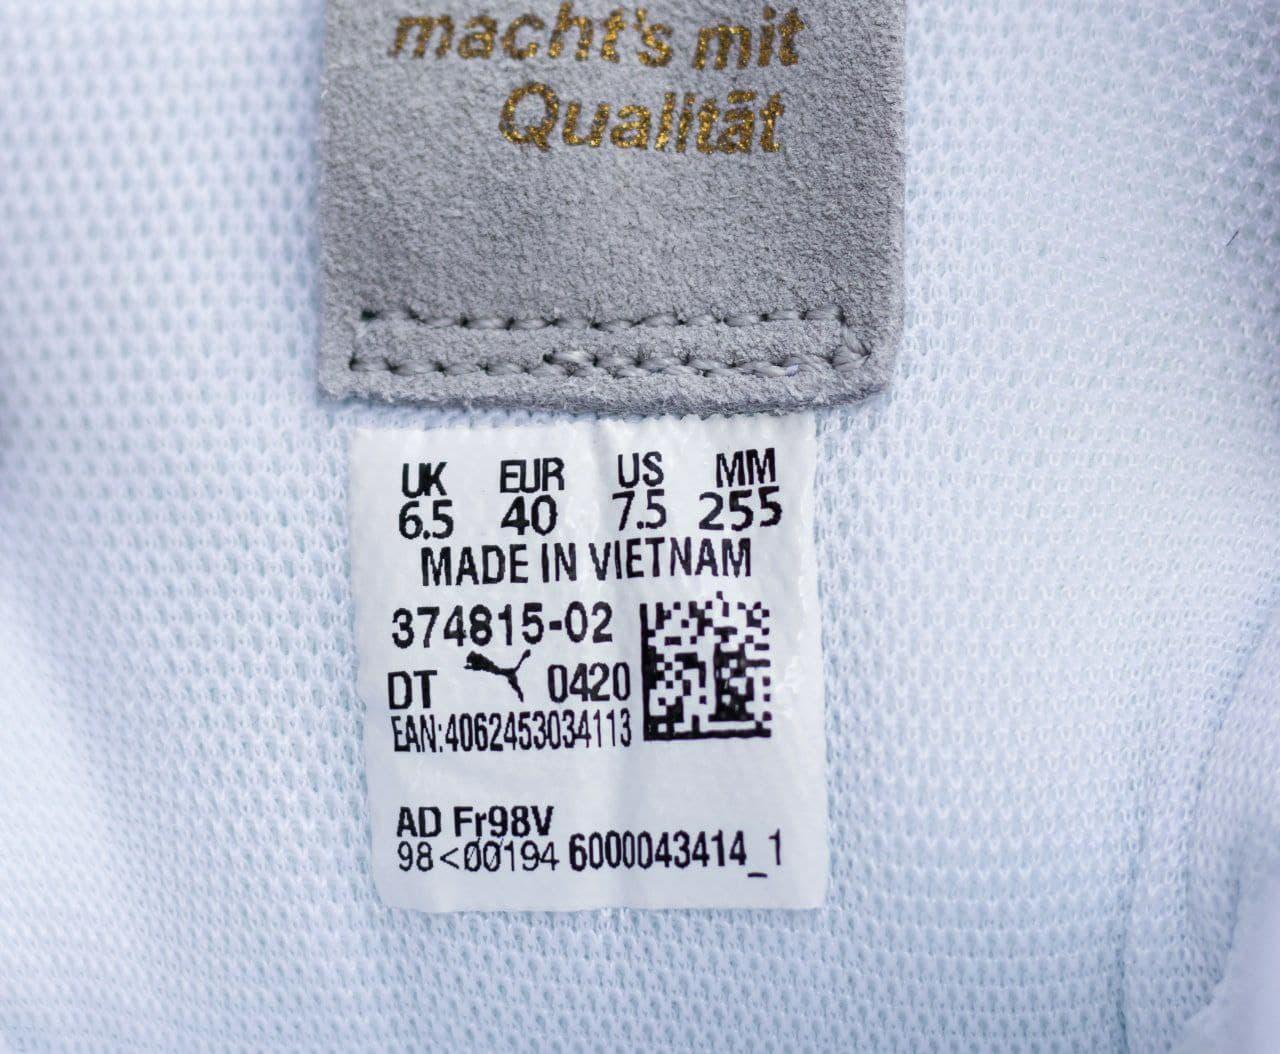 macht's mit
Qualität
UK EUR US MM
6.5 40 7.5 255
MADE IN VIETNAM
374815-02
DT 0420
EAN:4062453034113
AD Fr98V
98<00194 6000043414_1